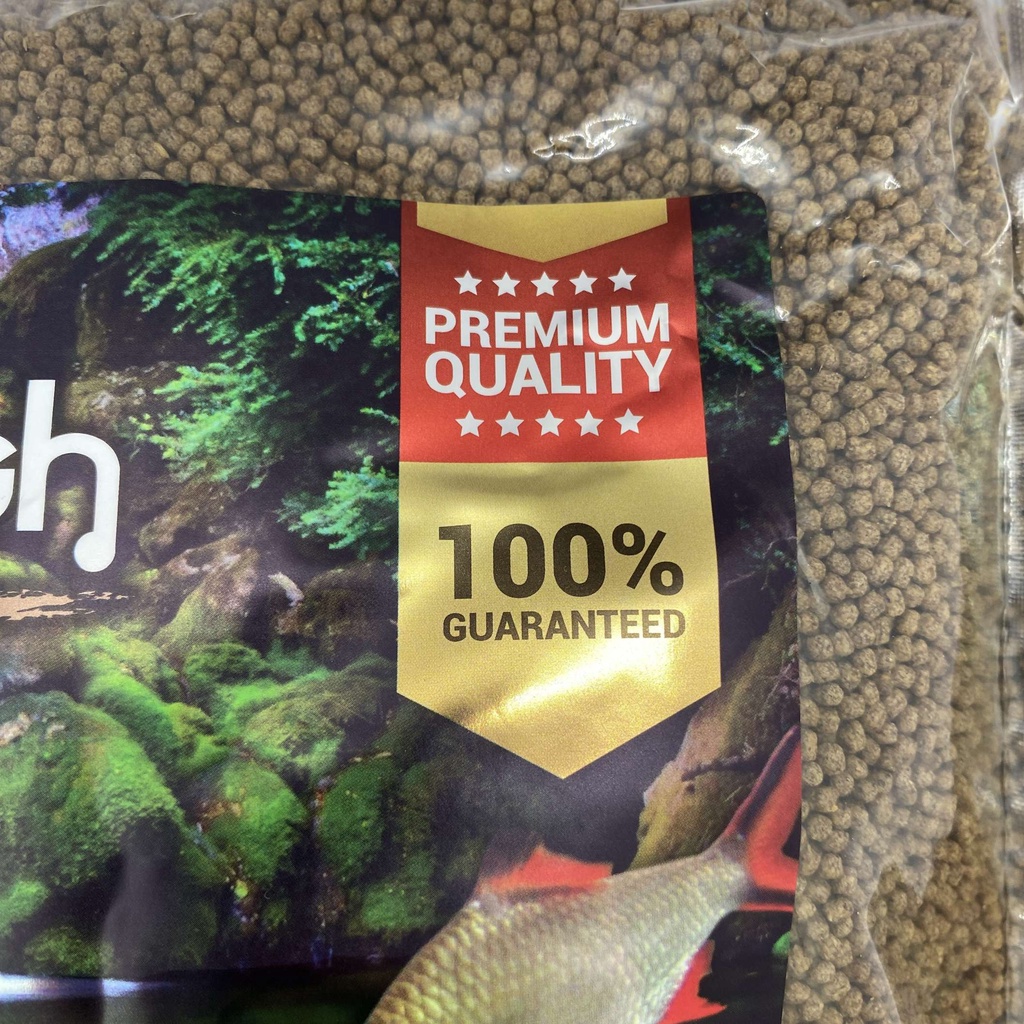 PREMIUM
QUALITY
100%
GUARANTEED